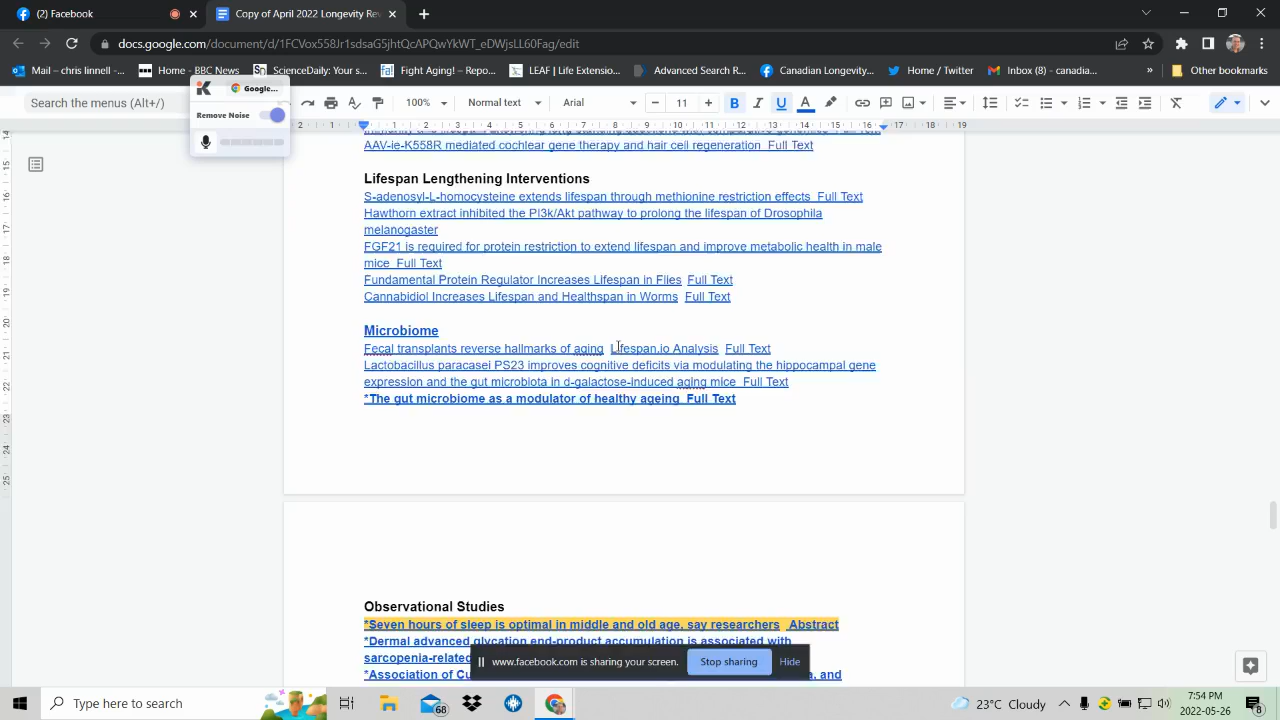 (2) Facebook
Copy of April 2022 Longevity Rev
docs.google.com/document/d/1FCVox558Jr1sdsaG5jhtQcAPQwYkWT_eDWjsLL60Fag/edit
Mail – chris linnell – ...
Home - BBC News
ScienceDaily: Your s...
Fight Aging! – Repo...
LEAF | Life Extensio...
Advanced Search R...
Canadian Longevity...
Twitter / ?
Inbox (8) - canadia...
»
Other bookmarks
Search the menus (Alt+/)
Google...
Remove Noise
100%
Normal text
Arial
11
AAV-ie-K558R mediated cochlear gene therapy and hair cell regeneration  Full Text
Lifespan Lengthening Interventions
S-adenosyl-L-homocysteine extends lifespan through methionine restriction effects  Full Text
Hawthorn extract inhibited the PI3k/Akt pathway to prolong the lifespan of Drosophila
melanogaster
FGF21 is required for protein restriction to extend lifespan and improve metabolic health in male
mice  Full Text
Fundamental Protein Regulator Increases Lifespan in Flies  Full Text
Cannabidiol Increases Lifespan and Healthspan in Worms  Full Text
Microbiome
Fecal transplants reverse hallmarks of aging  Lifespan.io Analysis  Full Text
Lactobacillus paracasei PS23 improves cognitive deficits via modulating the hippocampal gene
expression and the gut microbiota in d-galactose-induced aging mice  Full Text
*The gut microbiome as a modulator of healthy ageing  Full Text
Observational Studies
*Seven hours of sleep is optimal in middle and old age, say researchers  Abstract
*Dermal advanced glycation end-product accumulation is associated with
sarcopenia-related
*Association of Cu
a, and
www.facebook.com is sharing your screen.
Stop sharing
Hide
Type here to search
68
23°C Cloudy
7:54 PM
2022-05-26
8